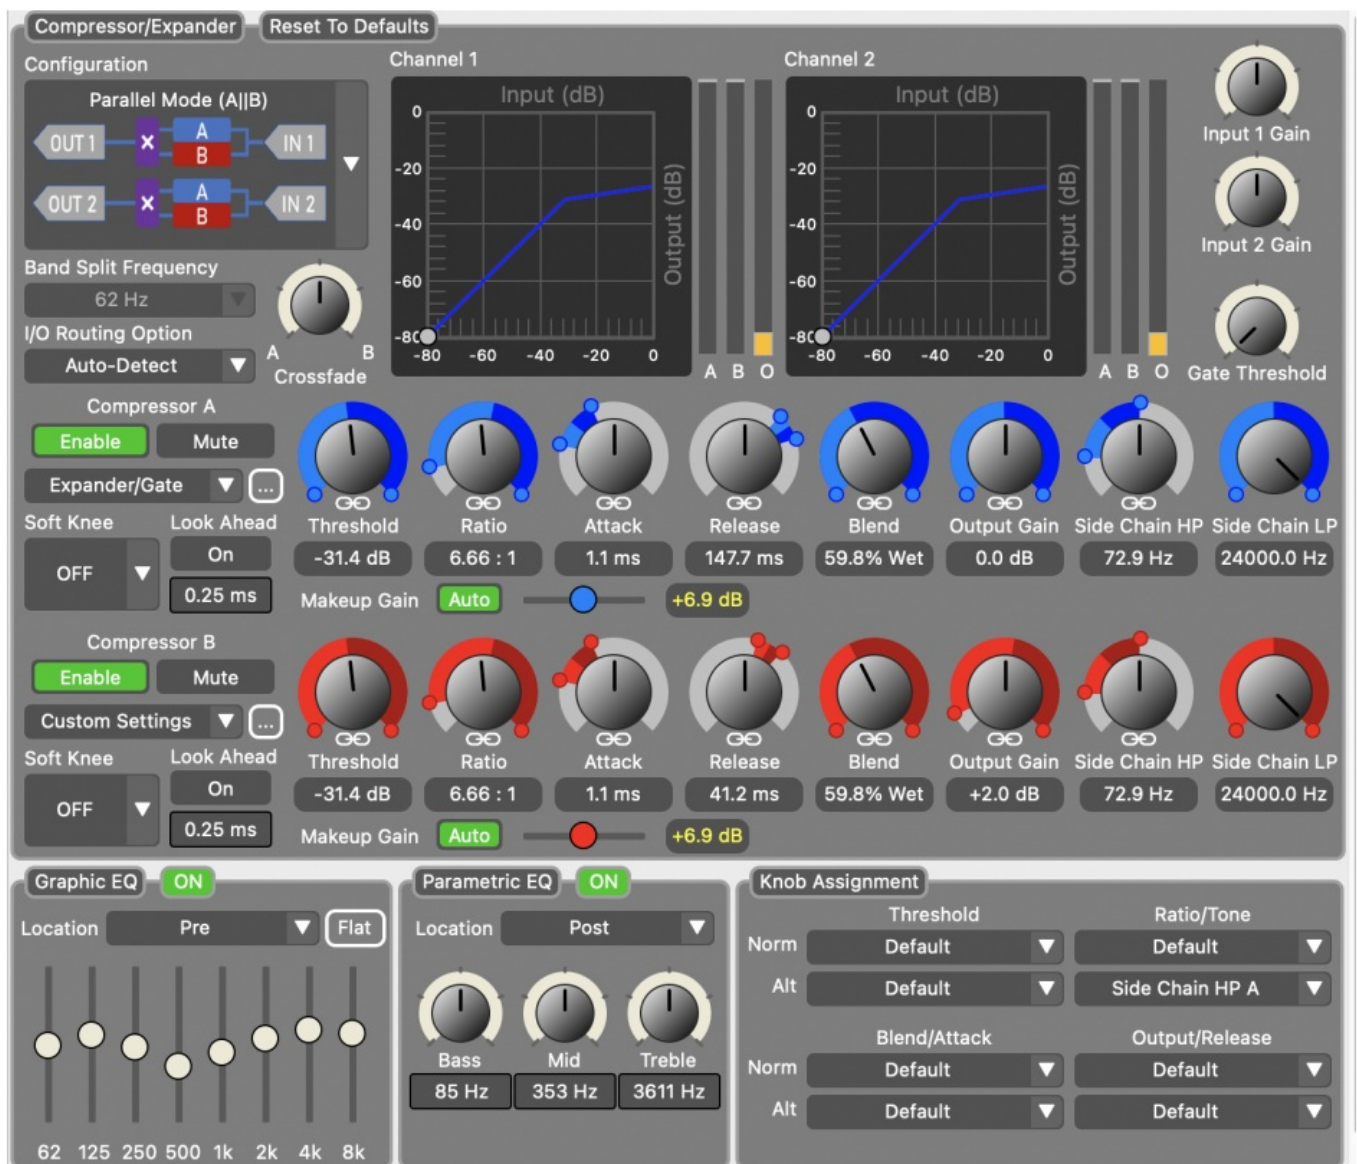 Compressor/Expander
Reset To Defaults
Configuration
Parallel Mode (A||B)
OUT 1 × A B IN 1
OUT 2 × A B IN 2
Band Split Frequency
62 Hz
I/O Routing Option
Auto-Detect
A B
Crossfade
Channel 1
Input (dB)
Output (dB)
0
-20
-40
-60
-80
-80 -60 -40 -20 0
A B O
Channel 2
Input (dB)
Output (dB)
0
-20
-40
-60
-80
-80 -60 -40 -20 0
A B O
Input 1 Gain
Input 2 Gain
Gate Threshold
Compressor A
Enable Mute
Expander/Gate ...
Soft Knee Look Ahead
OFF On
0.25 ms
Threshold Ratio Attack Release Blend Output Gain Side Chain HP Side Chain LP
-31.4 dB 6.66 : 1 1.1 ms 147.7 ms 59.8% Wet 0.0 dB 72.9 Hz 24000.0 Hz
Makeup Gain Auto +6.9 dB
Compressor B
Enable Mute
Custom Settings ...
Soft Knee Look Ahead
OFF On
0.25 ms
Threshold Ratio Attack Release Blend Output Gain Side Chain HP Side Chain LP
-31.4 dB 6.66 : 1 1.1 ms 41.2 ms 59.8% Wet +2.0 dB 72.9 Hz 24000.0 Hz
Makeup Gain Auto +6.9 dB
Graphic EQ ON
Location Pre Flat
62 125 250 500 1k 2k 4k 8k
Parametric EQ ON
Location Post
Bass Mid Treble
85 Hz 353 Hz 3611 Hz
Knob Assignment
Threshold Ratio/Tone
Norm Default Default
Alt Default Side Chain HP A
Blend/Attack Output/Release
Norm Default Default
Alt Default Default